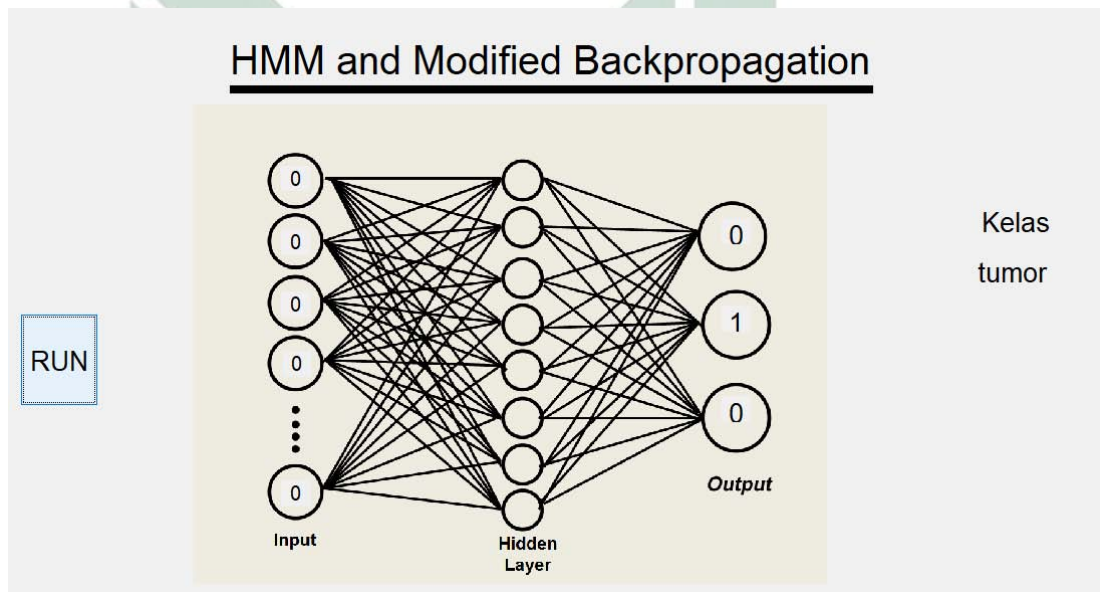 HMM and Modified Backpropagation
RUN
0
0
0
0
0
Input
Hidden
Layer
0
1
0
Output
Kelas
tumor